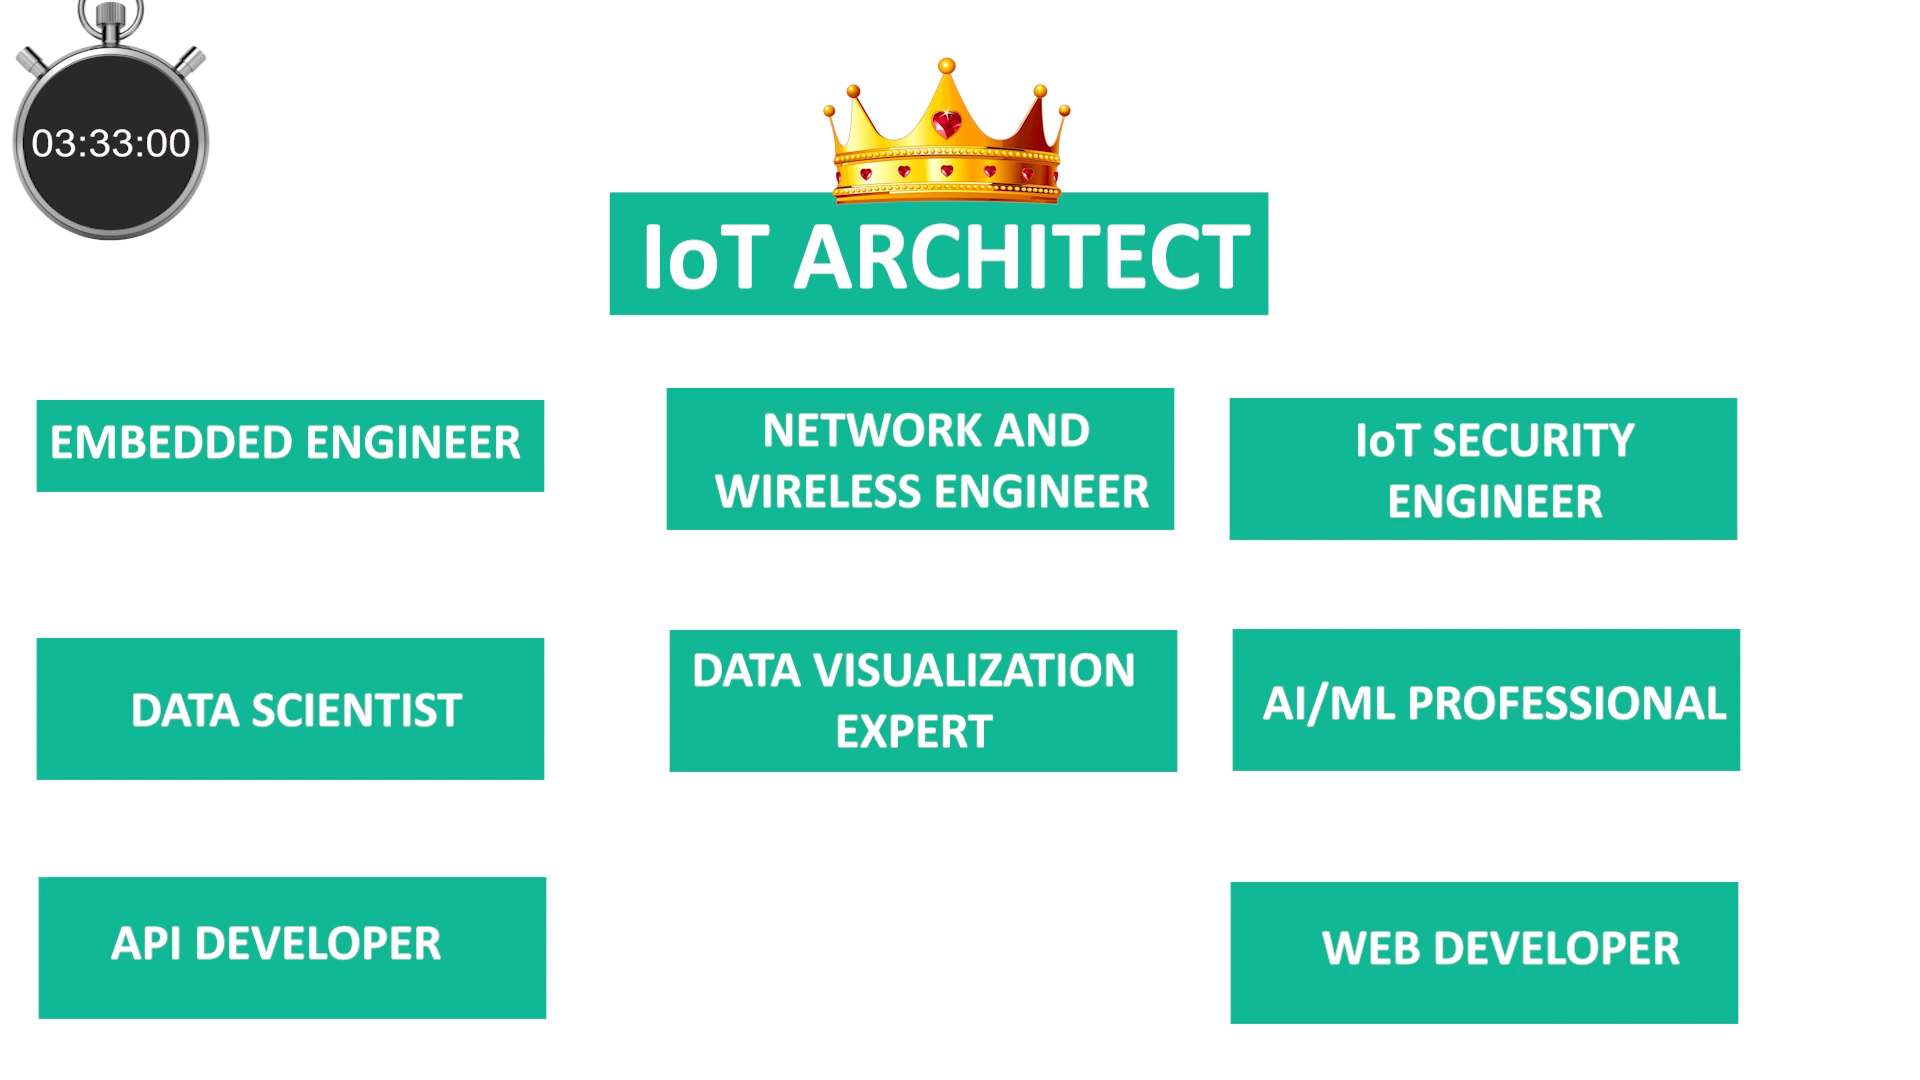 03:33:00
IoT ARCHITECT
EMBEDDED ENGINEER
NETWORK AND
WIRELESS ENGINEER
IoT SECURITY
ENGINEER
DATA SCIENTIST
DATA VISUALIZATION
EXPERT
AI/ML PROFESSIONAL
API DEVELOPER
WEB DEVELOPER